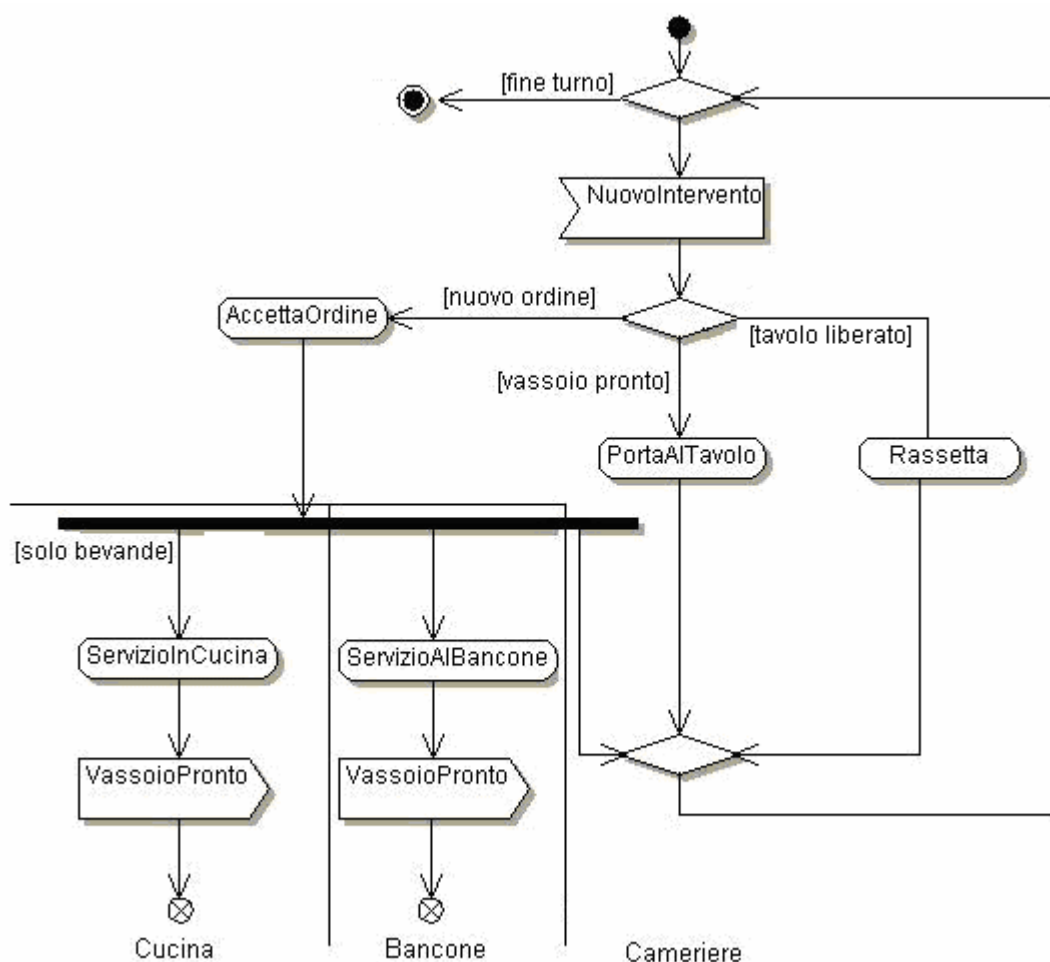 [fine turno]
NuovoIntervento
[nuovo ordine]
AccettaOrdine
[tavolo liberato]
[vassoio pronto]
PortaAlTavolo
Rassetta
[solo bevande]
ServizioInCucina
ServizioAlBancone
VassoioPronto
VassoioPronto
Cucina
Bancone
Cameriere